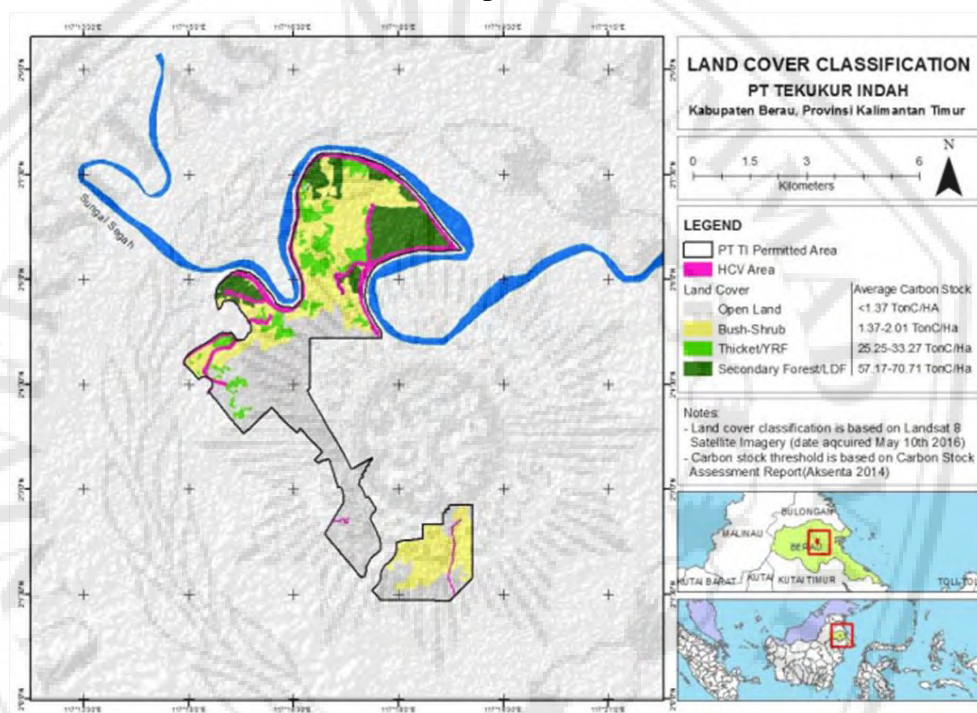 LAND COVER CLASSIFICATION
PT TEKUKUR INDAH
Kabupaten Berau, Provinsi Kalimantan Timur
N
0 1.5 3 6
Kilometers
LEGEND
PT TI Permitted Area
HCV Area
Land Cover Average Carbon Stock
Open Land <1.37 TonC/HA
Bush-Shrub 1.37-2.01 TonC/Ha
Thicket/YRF 25.25-33.27 TonC/Ha
Secondary Forest/LDF 57.17-70.71 TonC/Ha
Notes:
- Land cover classification is based on Landsat 8
Satellite Imagery (date aqcuired May 10th 2016)
- Carbon stock threshold is based on Carbon Stock
Assessment Report(Aksenta 2014)
Sungai Segah
BULONGAN
MALINAU
BERAU
KUTAI BARAT
KUTAI
KUTAI TIMUR